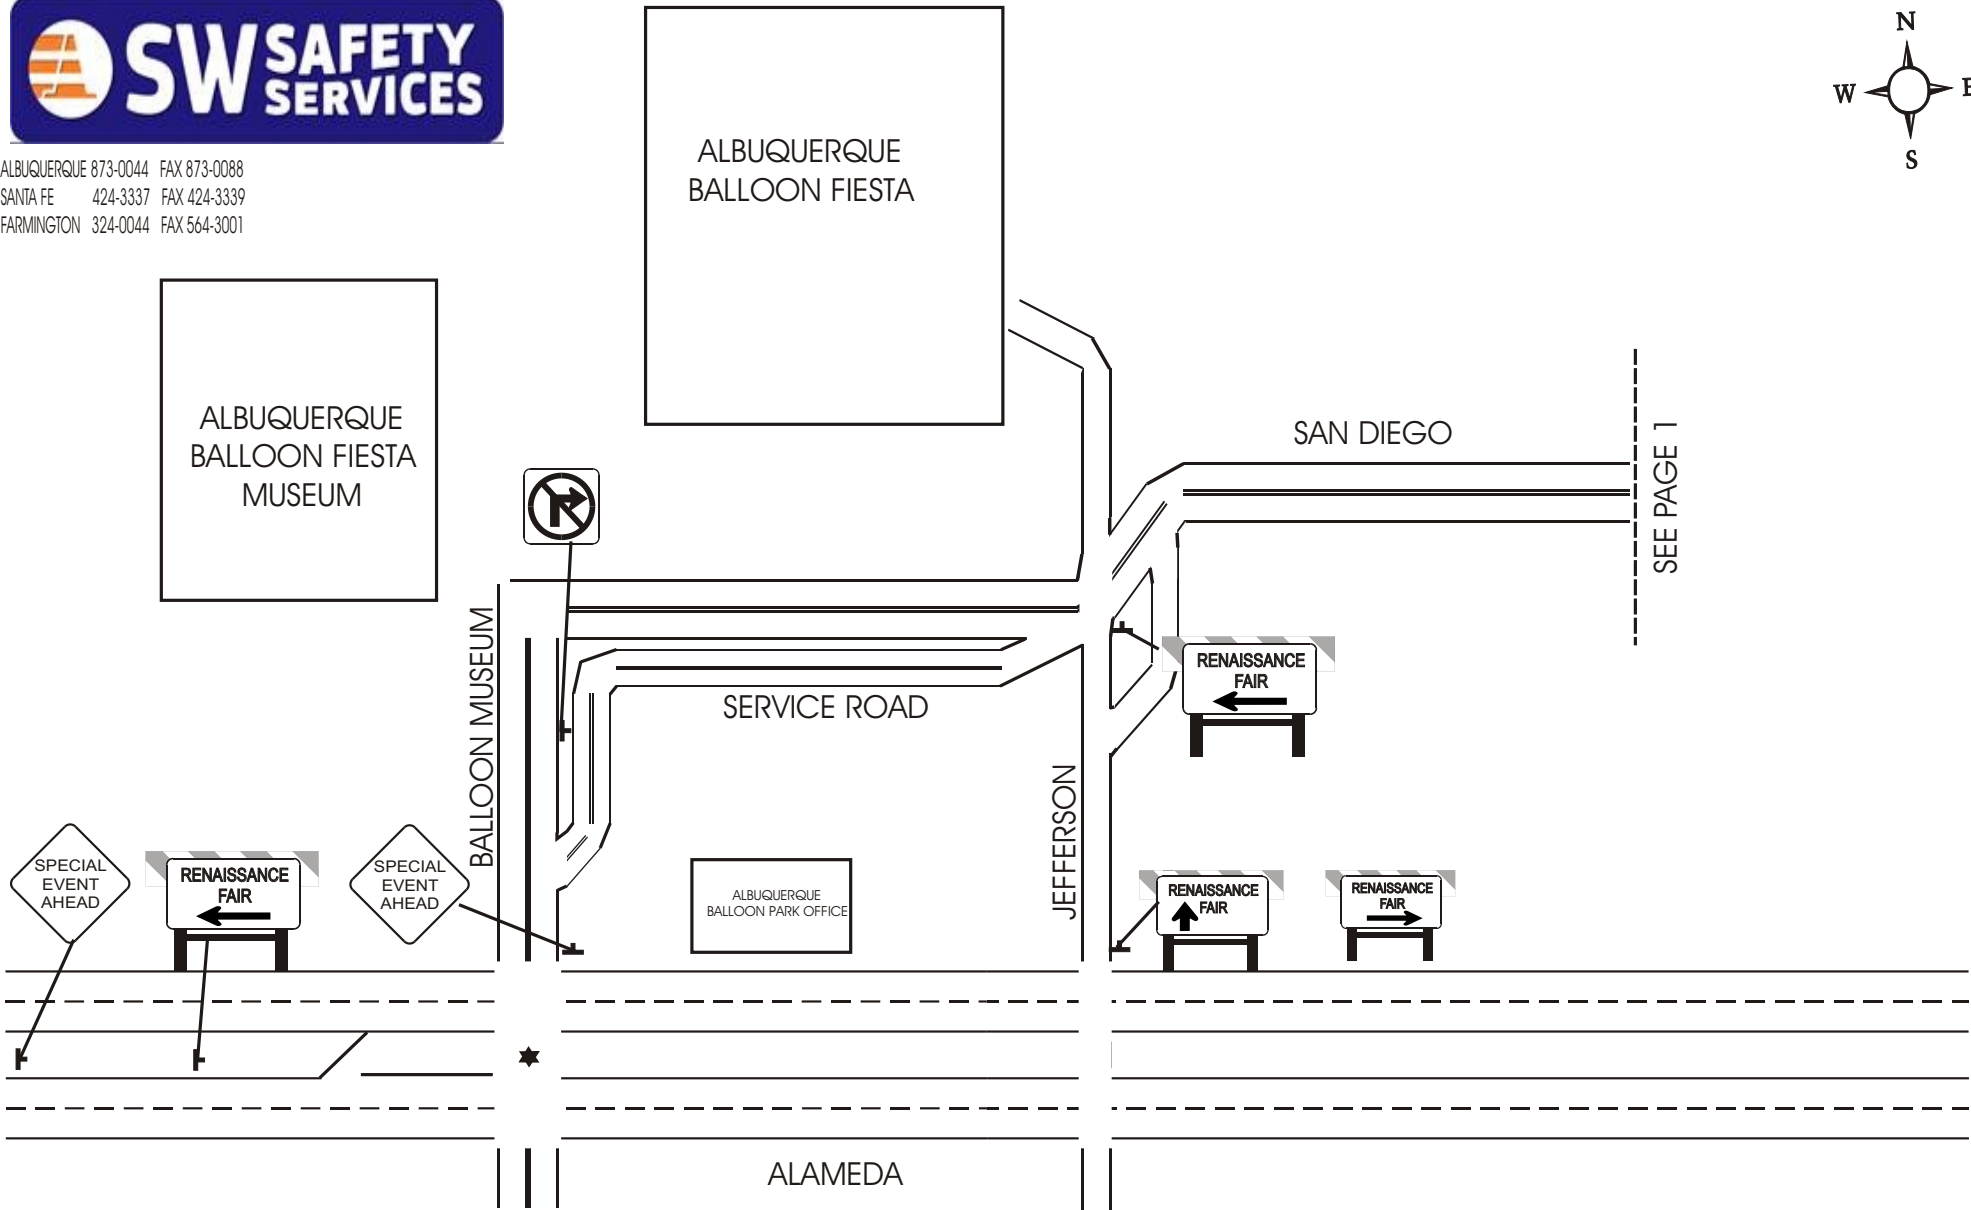 SW SAFETY
SERVICES
ALBUQUERQUE 873-0044 FAX 873-0088
SANTA FE 424-3337 FAX 424-3339
FARMINGTON 324-0044 FAX 564-3001
ALBUQUERQUE
BALLOON FIESTA
N
W E
S
ALBUQUERQUE
BALLOON FIESTA
MUSEUM
SAN DIEGO
SEE PAGE 1
BALLOON MUSEUM
SERVICE ROAD
RENAISSANCE
FAIR
JEFFERSON
SPECIAL
EVENT
AHEAD
RENAISSANCE
FAIR
SPECIAL
EVENT
AHEAD
ALBUQUERQUE
BALLOON PARK OFFICE
RENAISSANCE
FAIR
RENAISSANCE
FAIR
ALAMEDA